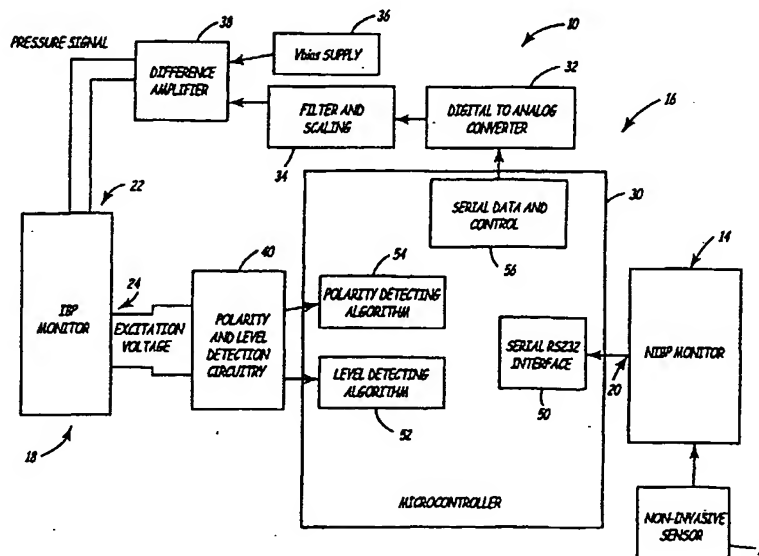 38
36
10
PRESSURE SIGNAL
DIFFERENCE
AMPLIFIER
Vbias SUPPLY
32
FILTER AND
SCALING
DIGITAL TO ANALOG
CONVERTER
16
34
22
30
SERIAL DATA AND
CONTROL
56
40
54
14
24
IBP
MONITOR
EXCITATION
VOLTAGE
POLARITY
AND LEVEL
DETECTION
CIRCUITRY
POLARITY DETECTING
ALGORITHM
SERIAL RS232
INTERFACE
NIBP MONITOR
20
50
LEVEL DETECTING
ALGORITHM
52
18
MICROCONTROLLER
NON-INVASIVE
SENSOR